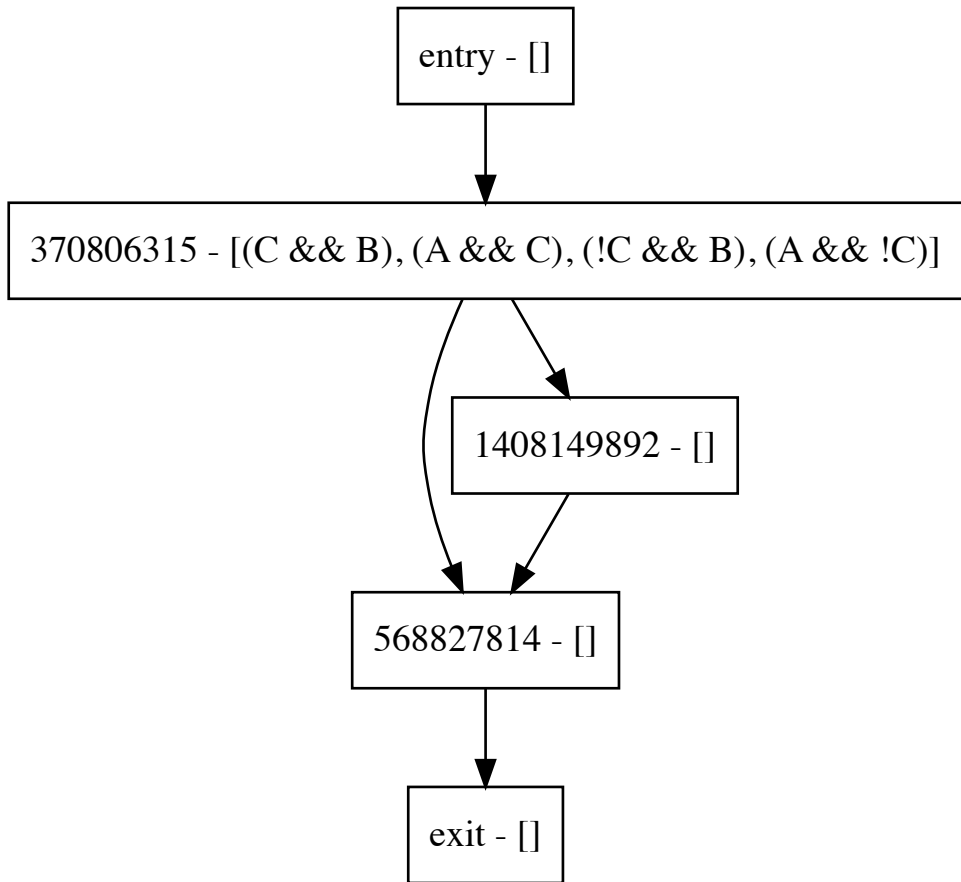 entry - []
370806315 - [(C && B), (A && C), (!C && B), (A && !C)]
1408149892 - []
568827814 - []
exit - []